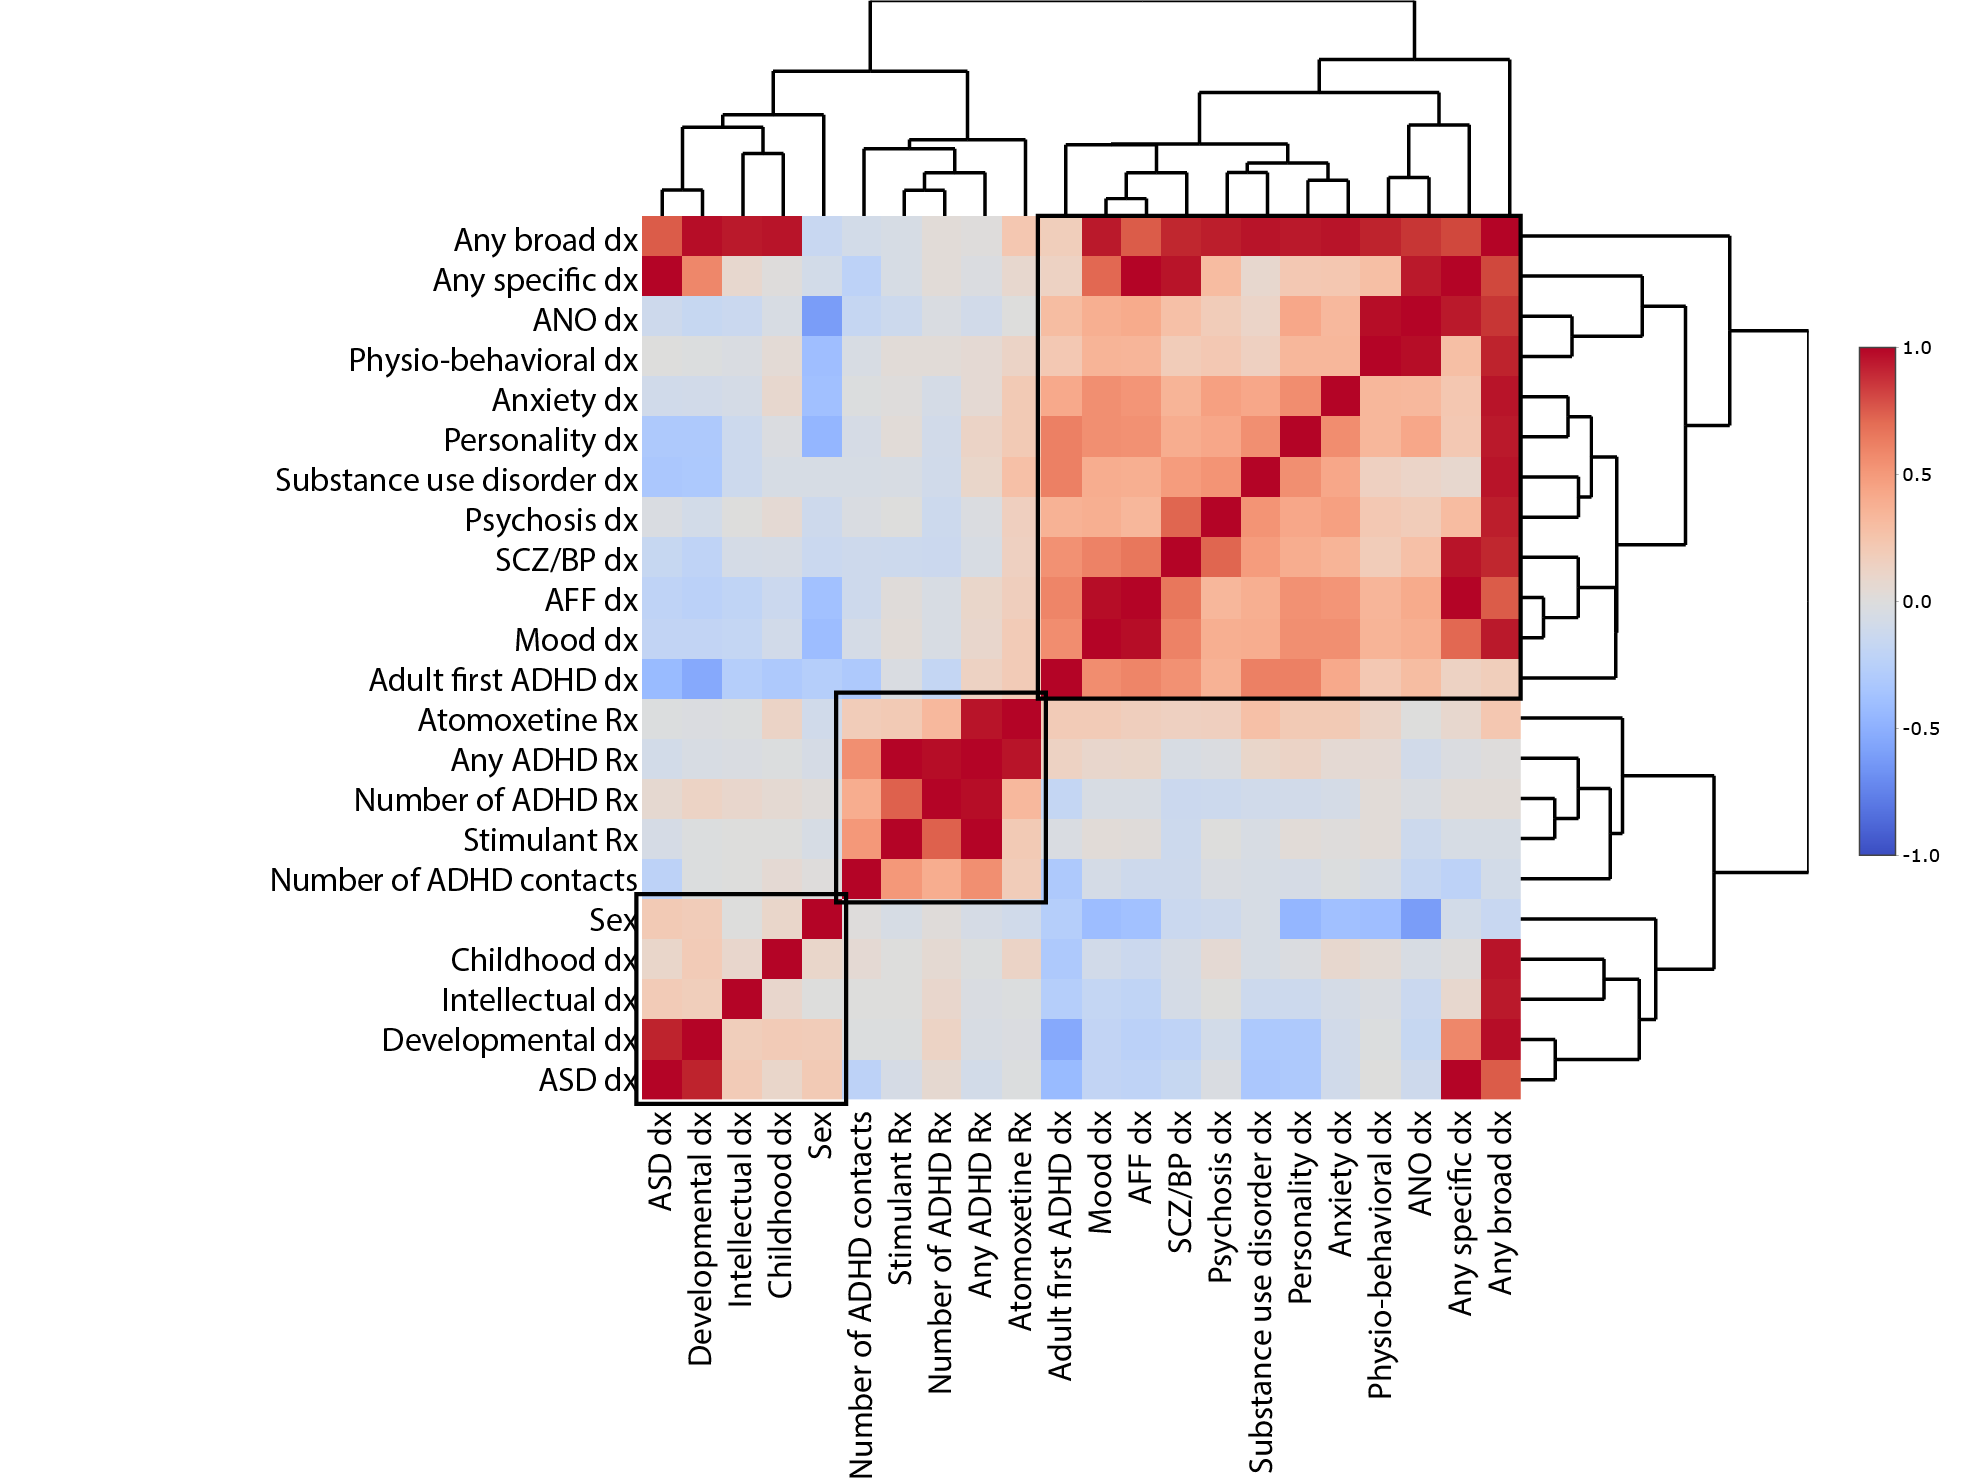 Any broad dx
Any specific dx
ANO dx
Physio-behavioral dx
Anxiety dx
Personality dx
Substance use disorder dx
Psychosis dx
SCZ/BP dx
AFF dx
Mood dx
Adult first ADHD dx
Atomoxetine Rx
Any ADHD Rx
Number of ADHD Rx
Stimulant Rx
Number of ADHD contacts
Sex
Childhood dx
Intellectual dx
Developmental dx
ASD dx
ASD dx
Developmental dx
Intellectual dx
Childhood dx
Sex
Number of ADHD contacts
Stimulant Rx
Number of ADHD Rx
Any ADHD Rx
Atomoxetine Rx
Adult first ADHD dx
Mood dx
AFF dx
SCZ/BP dx
Psychosis dx
Substance use disorder dx
Personality dx
Anxiety dx
Physio-behavioral dx
ANO dx
Any specific dx
Any broad dx
1.0
0.5
0.0
-0.5
-1.0